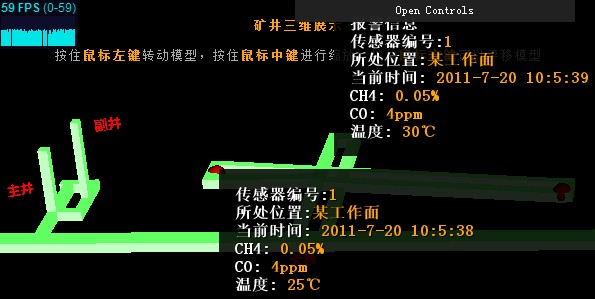 59 FPS (0-59)
Open Controls
矿井三维展示
报警信息
按住鼠标左键转动模型，按住鼠标中键进行缩放
移模型
传感器编号:1
所处位置:某工作面
当前时间: 2011-7-20 10:5:39
CH4: 0.05%
CO: 4ppm
温度: 30℃
副井
主井
传感器编号:1
所处位置:某工作面
当前时间: 2011-7-20 10:5:38
CH4: 0.05%
CO: 4ppm
温度: 25℃